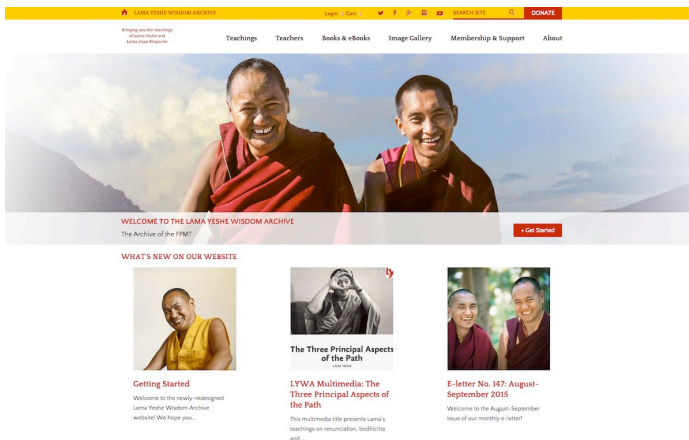 LAMA YESHE WISDOM ARCHIVE
Login Cart
SEARCH SITE
DONATE
Bringing you the teachings
of Lama Yeshe and
Lama Zopa Rinpoche
Teachings Teachers Books & eBooks Image Gallery Membership & Support About
WELCOME TO THE LAMA YESHE WISDOM ARCHIVE
The Archive of the FPMT
+ Get Started
WHAT'S NEW ON OUR WEBSITE
Ly
The Three Principal Aspects
of the Path
LAMA YESHE
Getting Started
Welcome to the newly-redesigned
Lama Yeshe Wisdom Archive
website! We hope you...
LYWA Multimedia: The
Three Principal Aspects of
the Path
This multimedia title presents Lama's
teachings on renunciation, bodhicitta
and
E-letter No. 147: August-
September 2015
Welcome to the August-September
issue of our monthly e-letter!